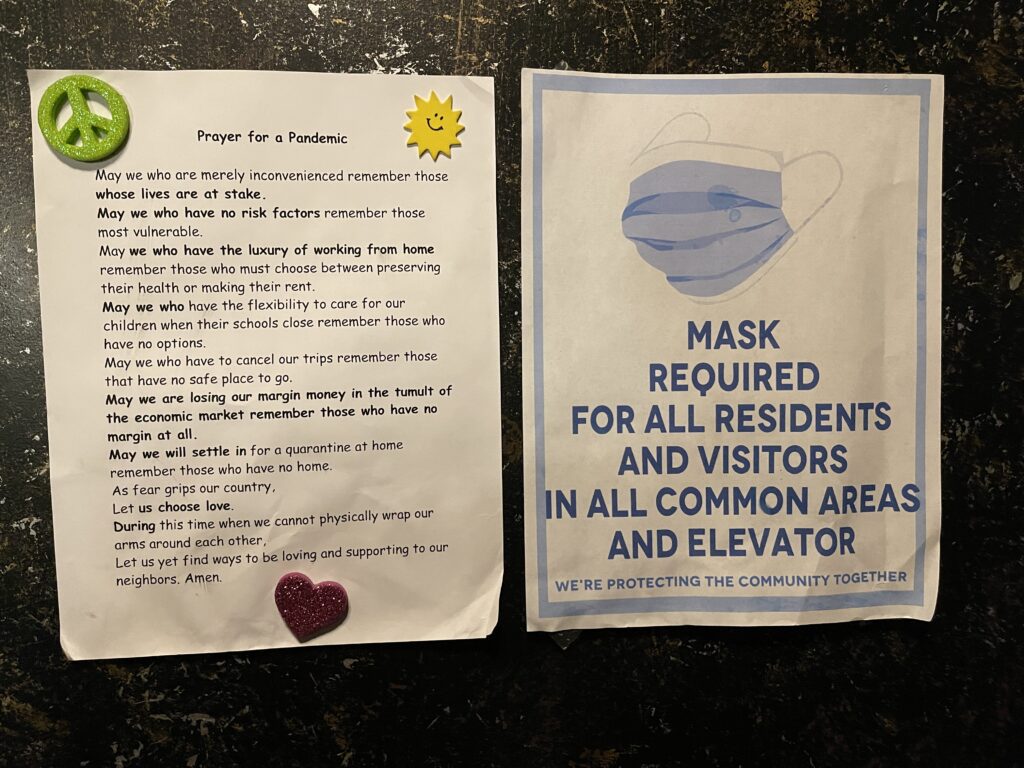 Prayer for a Pandemic
May we who are merely inconvenienced remember those
whose lives are at stake.
May we who have no risk factors remember those
most vulnerable.
May we who have the luxury of working from home
remember those who must choose between preserving
their health or making their rent.
May we who have the flexibility to care for our
children when their schools close remember those who
have no options.
May we who have to cancel our trips remember those
that have no safe place to go.
May we are losing our margin money in the tumult of
the economic market remember those who have no
margin at all.
May we will settle in for a quarantine at home
remember those who have no home.
As fear grips our country,
Let us choose love.
During this time when we cannot physically wrap our
arms around each other,
Let us yet find ways to be loving and supporting to our
neighbors. Amen.
MASK
REQUIRED
FOR ALL RESIDENTS
AND VISITORS
IN ALL COMMON AREAS
AND ELEVATOR
WE'RE PROTECTING THE COMMUNITY TOGETHER